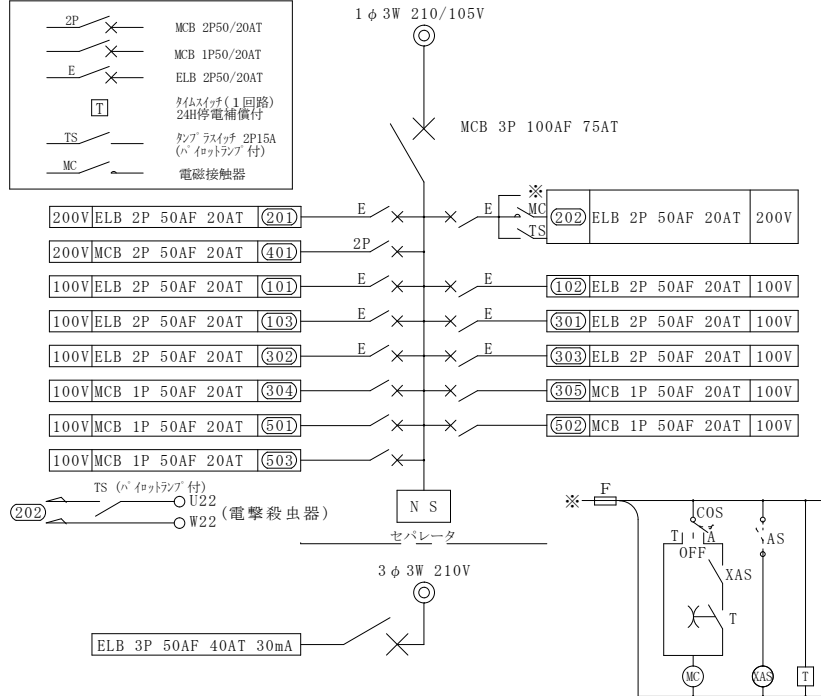 2P MCB 2P50/20AT
MCB 1P50/20AT
E ELB 2P50/20AT
T ﾀｲﾑｽｲｯﾁ(１回路)
24H停電補償付
TS ﾀﾝﾌﾞﾗｽｲｯﾁ 2P15A
(ﾊﾟｲﾛｯﾄﾗﾝﾌﾟ付)
MC 電磁接触器
1φ3W 210/105V
MCB 3P 100AF 75AT
200V ELB 2P 50AF 20AT 201 E
E ※ MC TS 202 ELB 2P 50AF 20AT 200V
200V MCB 2P 50AF 20AT 401 2P
100V ELB 2P 50AF 20AT 101 E
E 102 ELB 2P 50AF 20AT 100V
100V ELB 2P 50AF 20AT 103 E
E 301 ELB 2P 50AF 20AT 100V
100V ELB 2P 50AF 20AT 302 E
E 303 ELB 2P 50AF 20AT 100V
100V MCB 1P 50AF 20AT 304
305 MCB 1P 50AF 20AT 100V
100V MCB 1P 50AF 20AT 501
502 MCB 1P 50AF 20AT 100V
100V MCB 1P 50AF 20AT 503
TS (ﾊﾟｲﾛｯﾄﾗﾝﾌﾟ付)
202 U22
W22 (電撃殺虫器)
N S
セパレータ
3φ3W 210V
ELB 3P 50AF 40AT 30mA
※ F
COS
T A
OFF
AS
XAS
T
MC XAS T